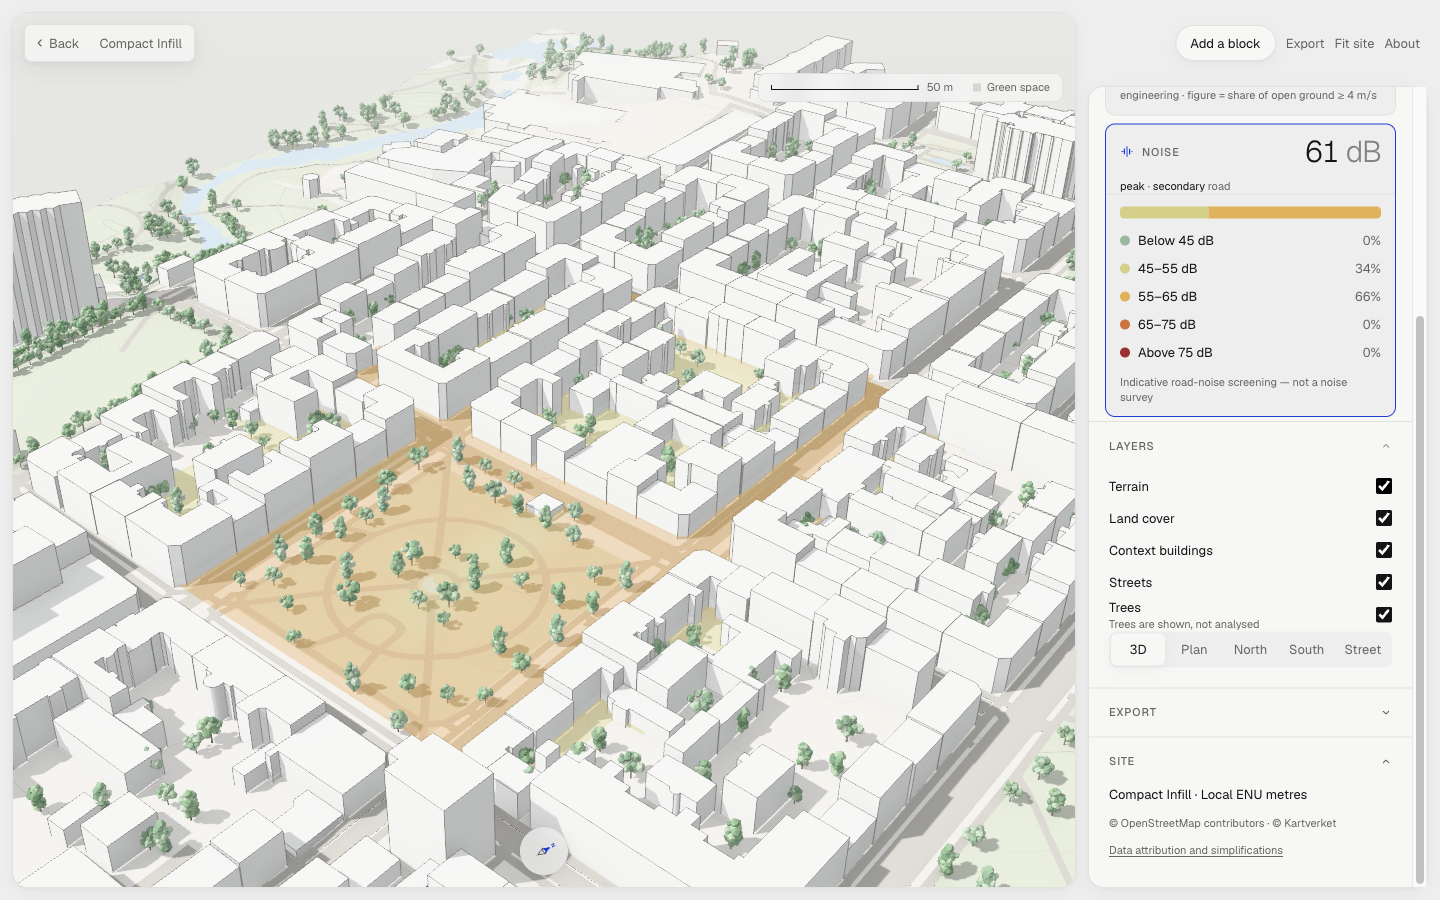 Back
Compact Infill
Add a block
Export
Fit site
About
50 m
Green space
engineering · figure = share of open ground ≥ 4 m/s
NOISE
61 dB
peak · secondary road
Below 45 dB 0%
45–55 dB 34%
55–65 dB 66%
65–75 dB 0%
Above 75 dB 0%
Indicative road-noise screening — not a noise
survey
LAYERS
Terrain
Land cover
Context buildings
Streets
Trees
Trees are shown, not analysed
3D Plan North South Street
EXPORT
SITE
Compact Infill · Local ENU metres
© OpenStreetMap contributors · © Kartverket
Data attribution and simplifications